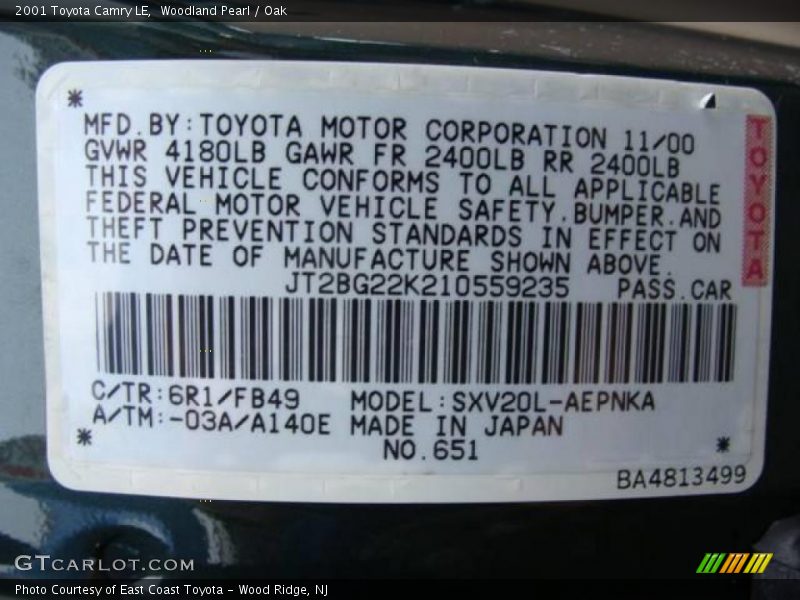 2001 Toyota Camry LE, Woodland Pearl / Oak
* 
MFD.BY:TOYOTA MOTOR CORPORATION 11/00
GVWR 4180LB GAWR FR 2400LB RR 2400LB
THIS VEHICLE CONFORMS TO ALL APPLICABLE
FEDERAL MOTOR VEHICLE SAFETY.BUMPER.AND
THEFT PREVENTION STANDARDS IN EFFECT ON
THE DATE OF MANUFACTURE SHOWN ABOVE.
JT2BG22K210559235 PASS.CAR
TOYOTA
C/TR:6R1/FB49 MODEL:SXV20L-AEPNKA
A/TM:-03A/A140E MADE IN JAPAN
* NO.651 *
BA4813499
GTCARLOT.COM
Photo Courtesy of East Coast Toyota - Wood Ridge, NJ